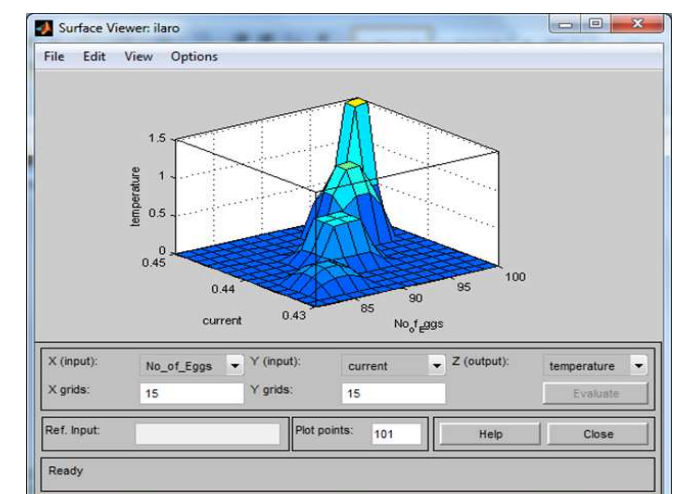 Surface Viewer: ilaro
File Edit View Options
1.5
1
0.5
0
temperature
0.45
0.44
0.43
current
100
95
90
85
No_of_Eggs
X (input): No_of_Eggs Y (input): current Z (output): temperature
X grids: 15 Y grids: 15 Evaluate
Ref. Input: Plot points: 101 Help Close
Ready